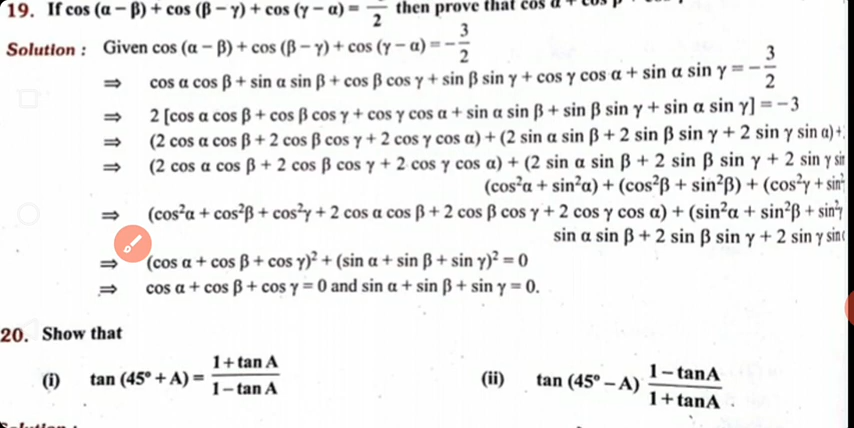 19. If cos (α – β) + cos (β – γ) + cos (γ – α) = –/2 then prove that cos α + cos β
Solution : Given cos (α – β) + cos (β – γ) + cos (γ – α) = –3/2
⇒ cos α cos β + sin α sin β + cos β cos γ + sin β sin γ + cos γ cos α + sin α sin γ = –3/2
⇒ 2 [cos α cos β + cos β cos γ + cos γ cos α + sin α sin β + sin β sin γ + sin α sin γ] = –3
⇒ (2 cos α cos β + 2 cos β cos γ + 2 cos γ cos α) + (2 sin α sin β + 2 sin β sin γ + 2 sin γ sin α) +
⇒ (2 cos α cos β + 2 cos β cos γ + 2 cos γ cos α) + (2 sin α sin β + 2 sin β sin γ + 2 sin γ sin
(cos²α + sin²α) + (cos²β + sin²β) + (cos²γ + sin²
⇒ (cos²α + cos²β + cos²γ + 2 cos α cos β + 2 cos β cos γ + 2 cos γ cos α) + (sin²α + sin²β + sin²γ
sin α sin β + 2 sin β sin γ + 2 sin γ sin
⇒ (cos α + cos β + cos γ)² + (sin α + sin β + sin γ)² = 0
⇒ cos α + cos β + cos γ = 0 and sin α + sin β + sin γ = 0.
20. Show that
(i) tan (45° + A) = 1 + tan A / 1 – tan A (ii) tan (45° – A) 1 – tanA / 1 + tanA .